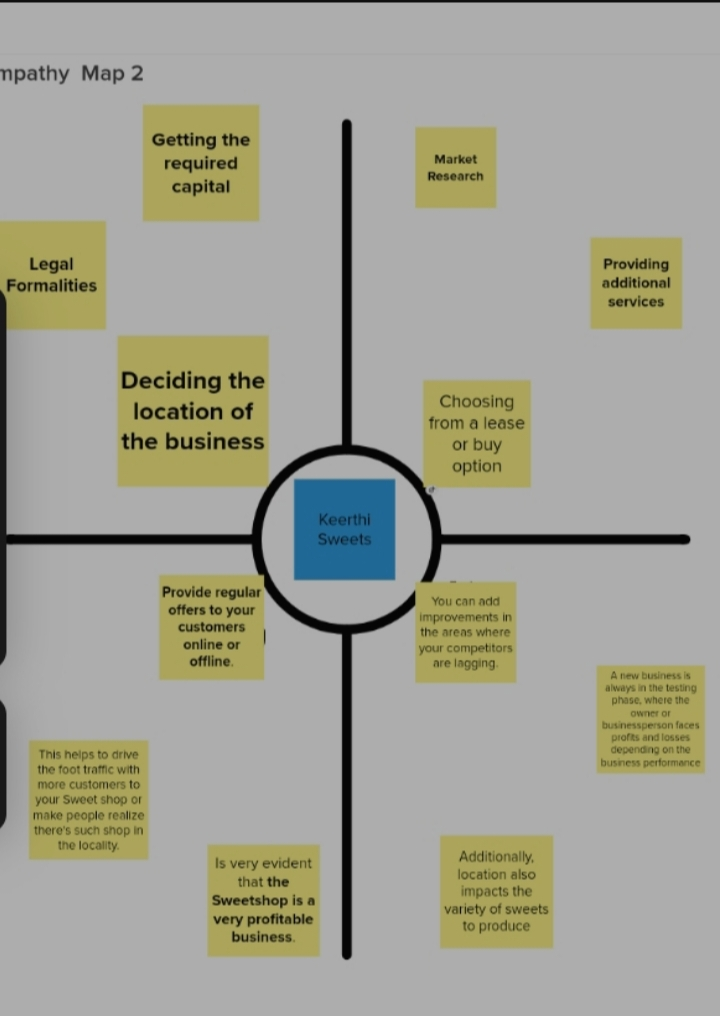 mpathy Map 2
Getting the
required
capital
Market
Research
Legal
Formalities
Providing
additional
services
Deciding the
location of
the business
Choosing
from a lease
or buy
option
Keerthi
Sweets
Provide regular
offers to your
customers
online or
offline.
You can add
improvements in
the areas where
your competitors
are lagging.
A new business is
always in the testing
phase, where the
owner or
businessperson faces
profits and losses
depending on the
business performance
This helps to drive
the foot traffic with
more customers to
your Sweet shop or
make people realize
there's such shop in
the locality.
Is very evident
that the
Sweetshop is a
very profitable
business.
Additionally,
location also
impacts the
variety of sweets
to produce